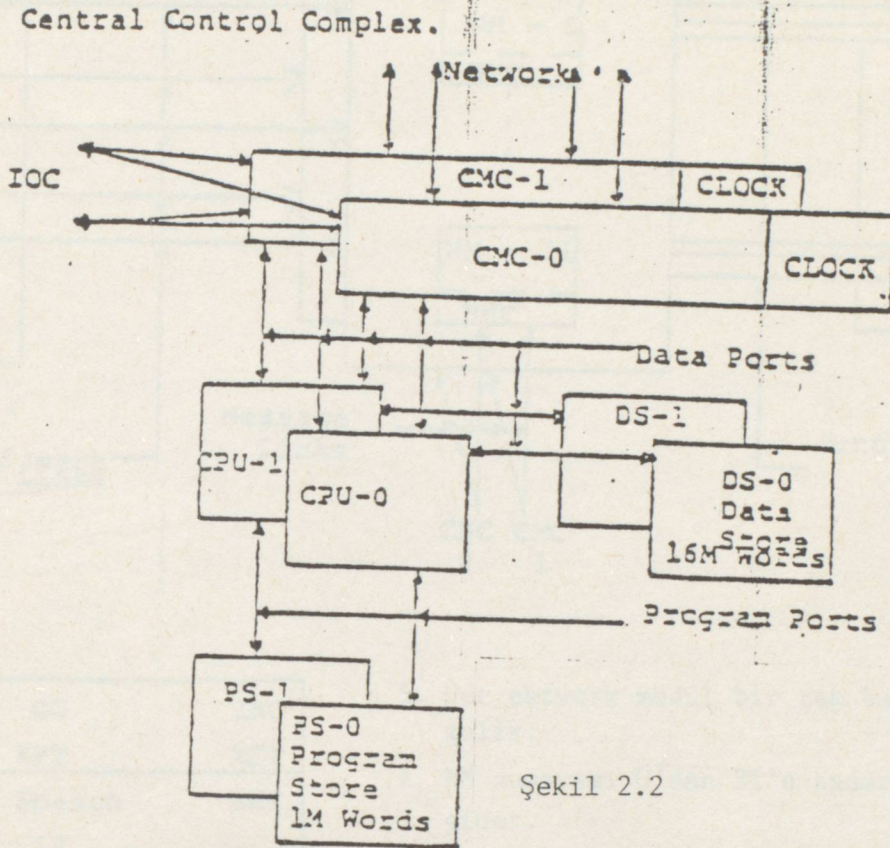 Central Control Complex.
Network
IOC
CMC-1
CLOCK
CMC-0
CLOCK
Data Ports
DS-1
CPU-1
CPU-0
DS-0
Data
Store
16M Words
Program Ports
PS-1
PS-0
Program
Store
1M Words
Şekil 2.2